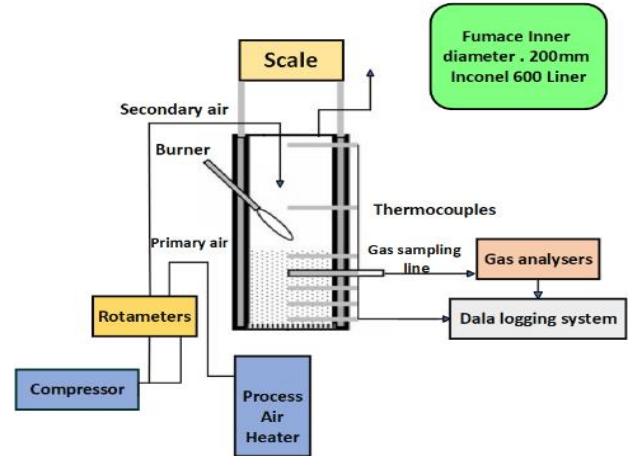 Fumace Inner
diameter . 200mm
Inconel 600 Liner
Scale
Secondary air
Burner
Thermocouples
Primary air
Gas sampling
line
Gas analysers
Rotameters
Dala logging system
Compressor
Process
Air
Heater